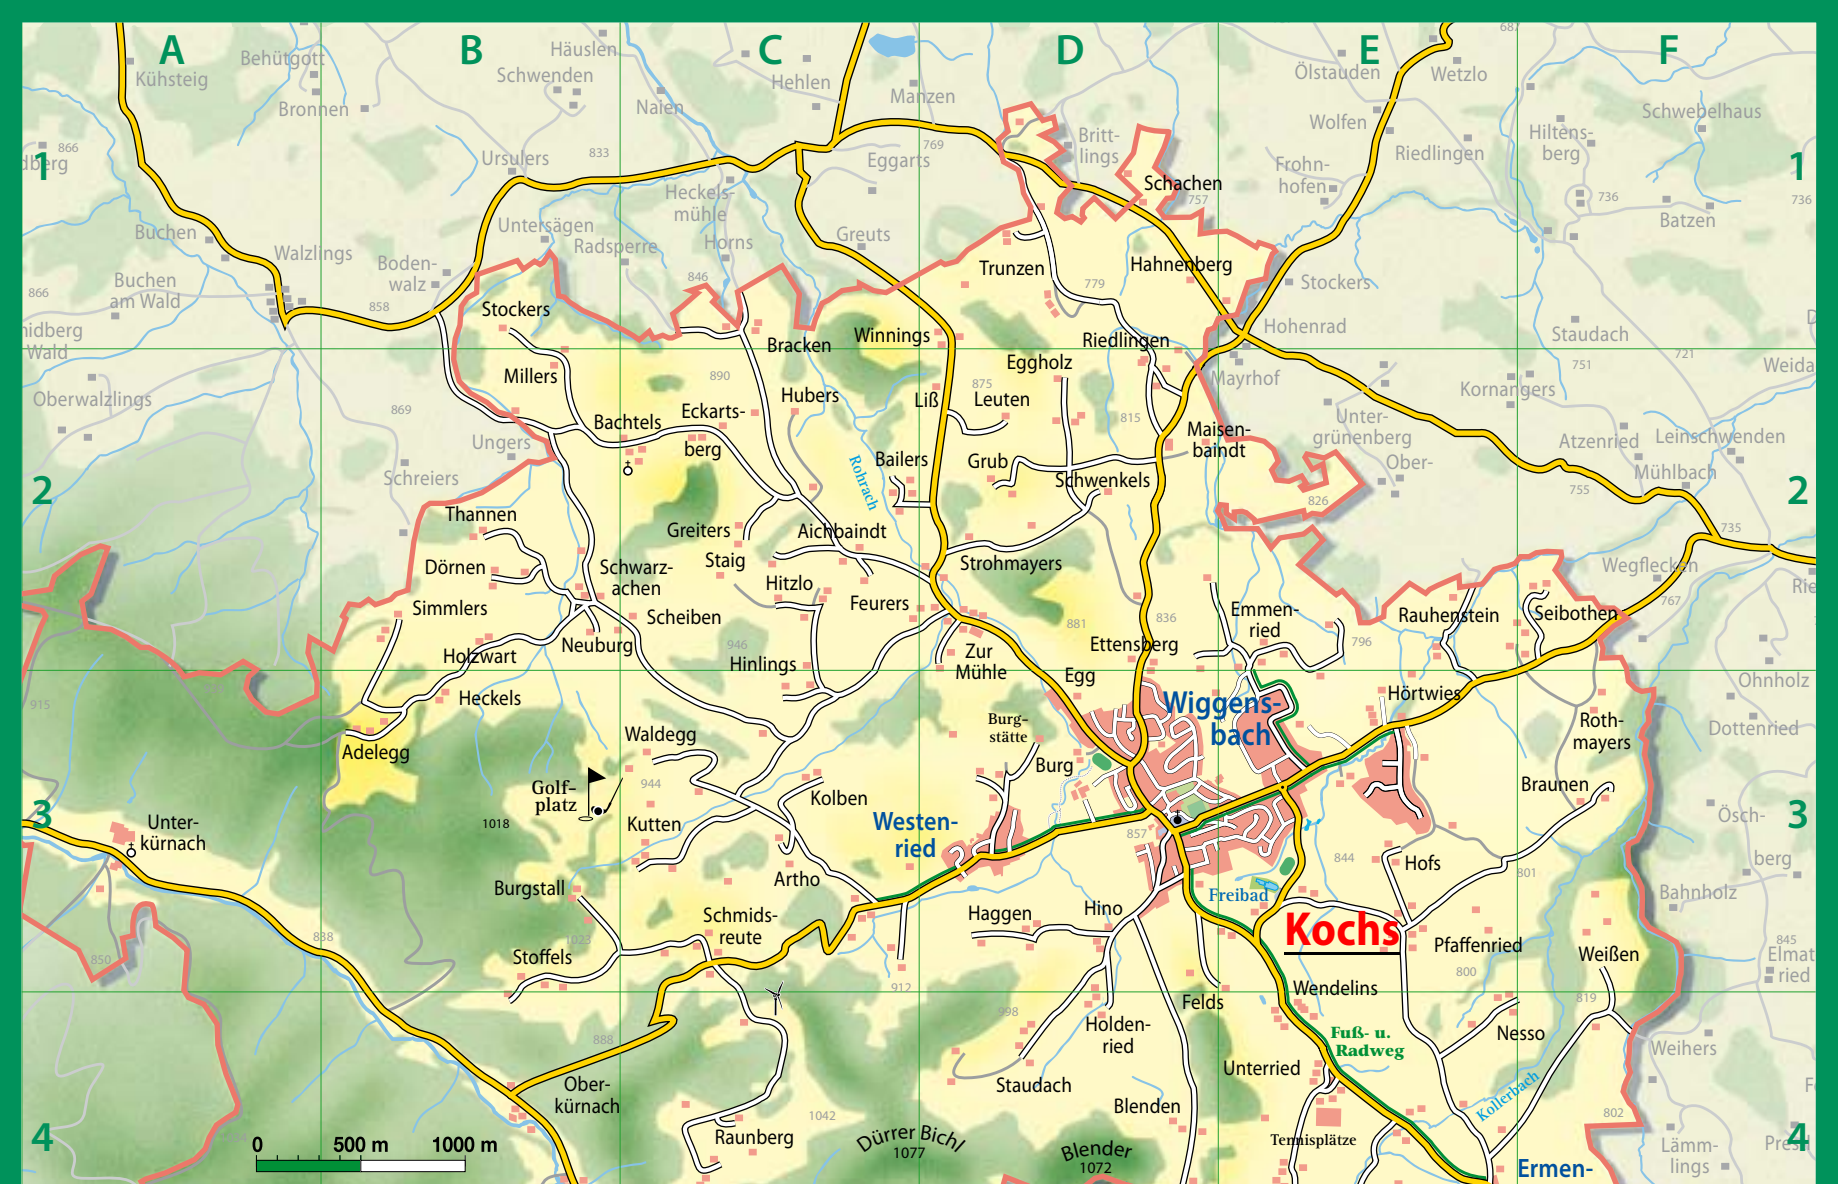 A
B
C
D
E
F
Kühsteig
Behütgott
Häuslen
Schwenden
Bronnen
Naien
Hehlen
Manzen
Ölstauden
Wetzlo
687
Schwebelhaus
1
866
dberg
Ursulers
833
Eggarts
769
Britt-
lings
Wolfen
Riedlingen
Hiltens-
berg
1
Heckels-
mühle
Schachen
757
Frohn-
hofen
736
736
Batzen
Buchen
Walzlings
Untersägen
Radsperre
Horns
Greuts
Boden-
walz
Buchen
am Wald
866
858
846
Trunzen
779
Hahnenberg
Stockers
Stockers
Hohenrad
nidberg
Wald
Bracken
Winnings
Riedlingen
Staudach
751
721
Weida
Millers
890
Eggholz
Mayrhof
Oberwalzlings
869
Hubers
Liß
875
Leuten
815
Kornangers
Bachtels
Eckarts-
berg
Unter-
grünenberg
Ober-
Atzenried
Leinschwenden
Mühlbach
Ungers
Maisen-
baindt
Schreiers
Rohrach
Bailers
Grub
Schwenkels
2
826
755
2
Thannen
Greiters
Aichbaindt
735
Staig
Dörnen
Schwarz-
achen
Hitzlo
Strohmayers
Wegflecken
Rie
767
Simmlers
Scheiben
Feurers
881
836
Emmen-
ried
796
Rauhenstein
Seibothen
Neuburg
946
Hinlings
Zur
Mühle
Ettensberg
Holzwart
Egg
Heckels
915
Hörtwies
Ohnholz
Dottenried
Wiggens-
bach
Burg-
stätte
Waldegg
Roth-
mayers
Adelegg
Burg
Golf-
platz
944
Braunen
Kolben
3
1018
Kutten
Unter-
kürnach
Westen-
ried
857
Ösch-
berg
3
844
Hofs
801
Burgstall
Artho
Freibad
Bahnholz
Schmids-
reute
Haggen
Hino
Kochs
838
1023
Pfaffenried
845
Elmat
ried
850
Stoffels
Weißen
800
912
Felds
Wendelins
819
998
888
Holden-
ried
Fuß- u.
Radweg
Nesso
Weihers
Unterried
Staudach
Ober-
kürnach
Kollerbach
Blenden
802
1042
Raunberg
Dürrer Bichl
1077
Blender
1072
Tennisplätze
Lämm-
lings
4
0 500 m 1000 m
4
Ermen-